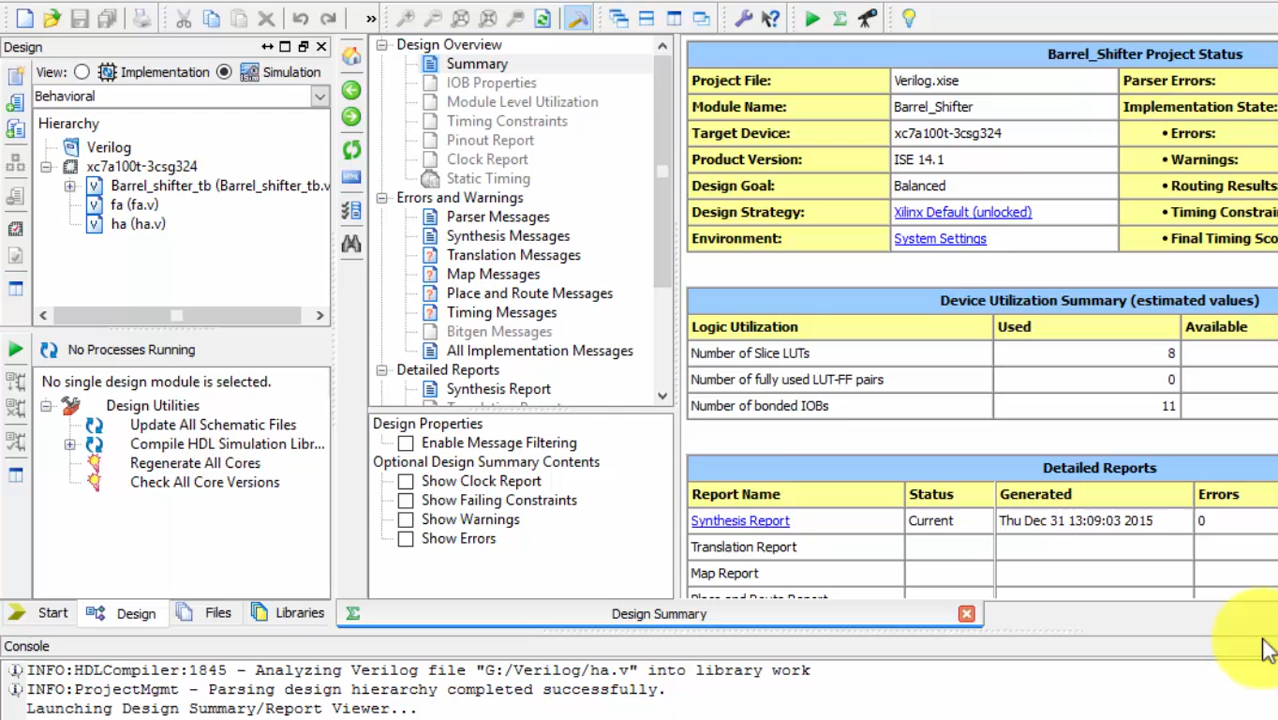 »
Design
View: Implementation Simulation
Behavioral
Hierarchy
Verilog
xc7a100t-3csg324
Barrel_shifter_tb (Barrel_shifter_tb.v
fa (fa.v)
ha (ha.v)
No Processes Running
No single design module is selected.
Design Utilities
Update All Schematic Files
Compile HDL Simulation Libr...
Regenerate All Cores
Check All Core Versions
Start
Design
Files
Libraries
Design Overview
Summary
IOB Properties
Module Level Utilization
Timing Constraints
Pinout Report
Clock Report
Static Timing
Errors and Warnings
Parser Messages
Synthesis Messages
Translation Messages
Map Messages
Place and Route Messages
Timing Messages
Bitgen Messages
All Implementation Messages
Detailed Reports
Synthesis Report
Translation Report
Design Properties
Enable Message Filtering
Optional Design Summary Contents
Show Clock Report
Show Failing Constraints
Show Warnings
Show Errors
Design Summary
Barrel_Shifter Project Status
Project File: Verilog.xise Parser Errors:
Module Name: Barrel_Shifter Implementation State:
Target Device: xc7a100t-3csg324 • Errors:
Product Version: ISE 14.1 • Warnings:
Design Goal: Balanced • Routing Results
Design Strategy: Xilinx Default (unlocked) • Timing Constrai
Environment: System Settings • Final Timing Sco
Device Utilization Summary (estimated values)
Logic Utilization Used Available
Number of Slice LUTs 8
Number of fully used LUT-FF pairs 0
Number of bonded IOBs 11
Detailed Reports
Report Name Status Generated Errors
Synthesis Report Current Thu Dec 31 13:09:03 2015 0
Translation Report
Map Report
Place and Route Report
Console
INFO:HDLCompiler:1845 - Analyzing Verilog file "G:/Verilog/ha.v" into library work
INFO:ProjectMgmt - Parsing design hierarchy completed successfully.
Launching Design Summary/Report Viewer...